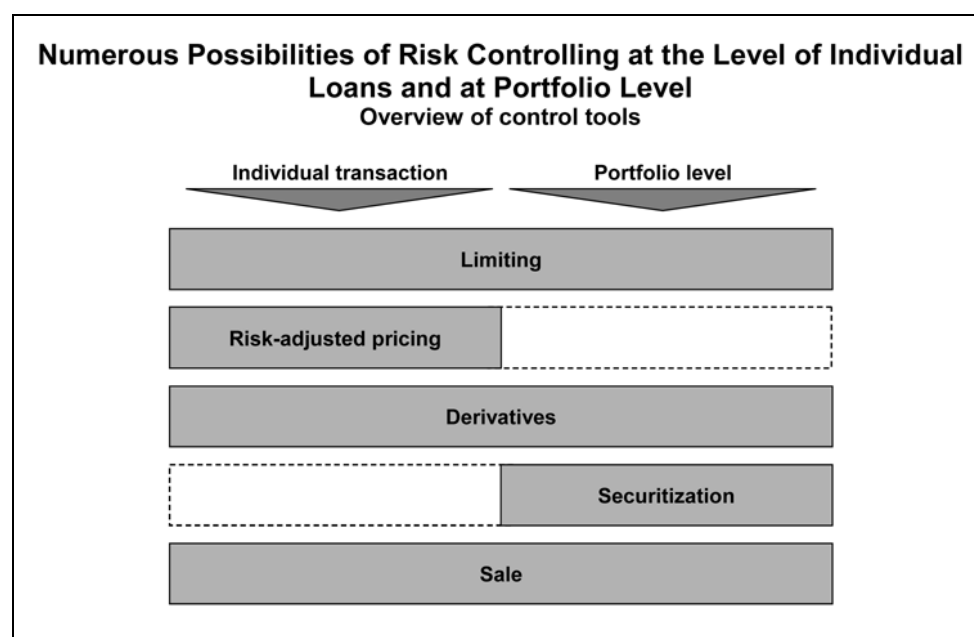 Numerous Possibilities of Risk Controlling at the Level of Individual
Loans and at Portfolio Level
Overview of control tools
Individual transaction
Portfolio level
Limiting
Risk-adjusted pricing
Derivatives
Securitization
Sale